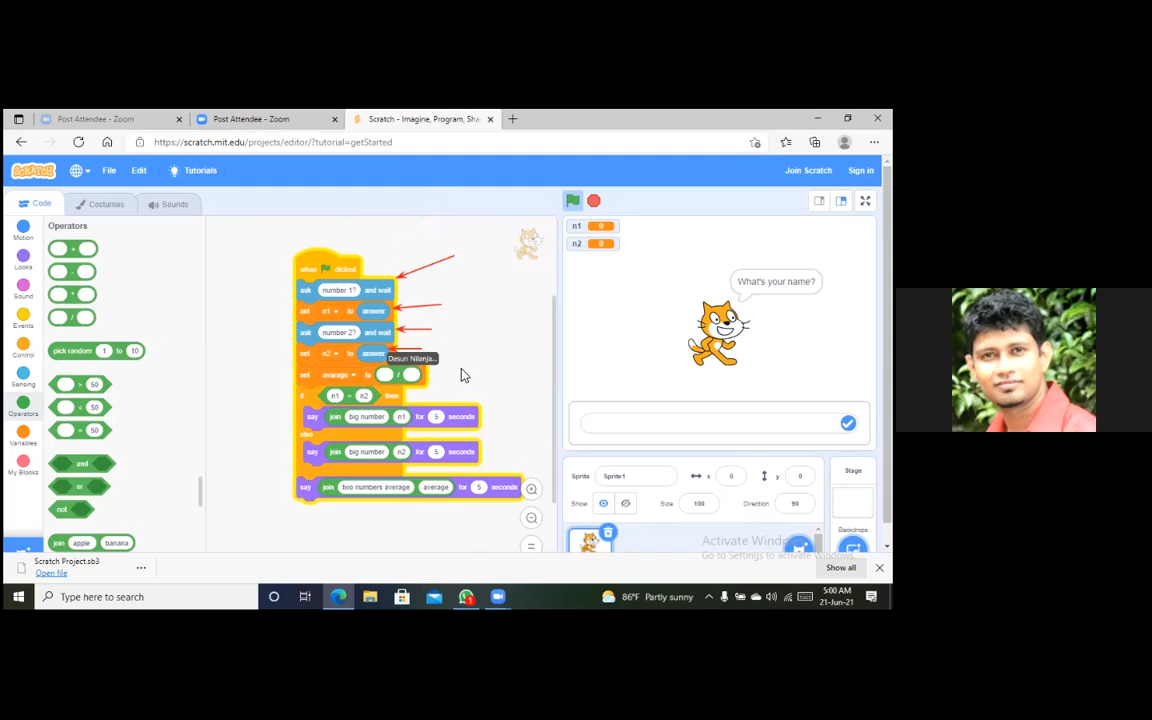 Post Attendee - Zoom
Post Attendee - Zoom
Scratch - Imagine, Program, Sha
https://scratch.mit.edu/projects/editor/?tutorial=getStarted
SCRATCH
File
Edit
Tutorials
Join Scratch
Sign in
Code
Costumes
Sounds
Motion
Looks
Sound
Events
Control
Sensing
Operators
Variables
My Blocks
Operators
+
-
*
/
pick random 1 to 10
> 50
< 50
= 50
and
or
not
join apple banana
when clicked
ask number 1? and wait
set n1 to answer
ask number 2? and wait
set n2 to answer
Desun Nilanja...
set avarage to /
if n1 > n2 then
say join big number n1 for 5 seconds
else
say join big number n2 for 5 seconds
say join two numbers average average for 5 seconds
n1 0
n2 0
What's your name?
Sprite Sprite1 x 0 y 0
Show Size 100 Direction 90
Stage
Backdrops
Activate Windows
Go to Settings to activate Windows.
Scratch Project.sb3
Open file
Show all
Type here to search
1
86°F Partly sunny
5:00 AM
21-Jun-21